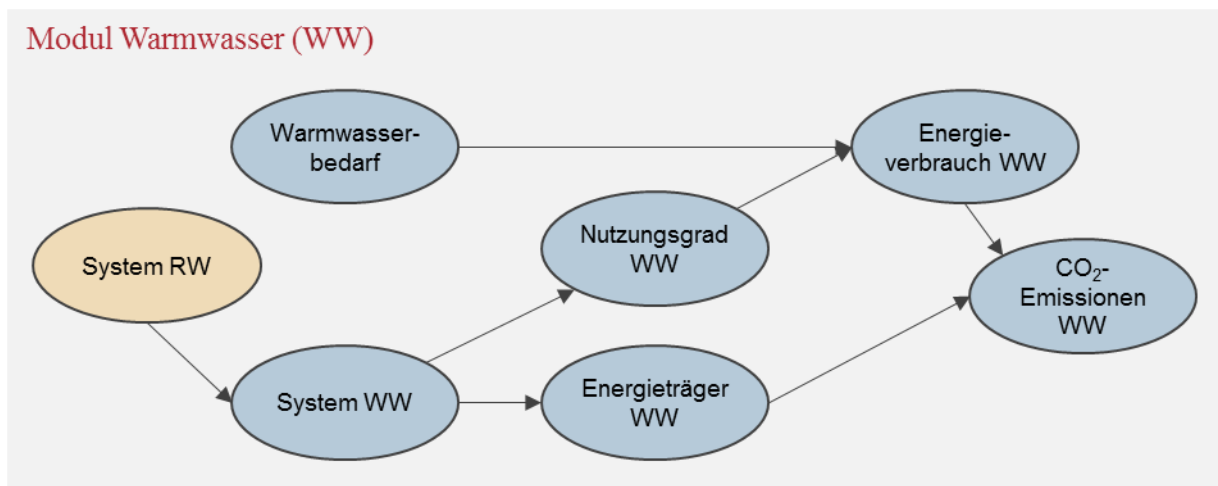 Modul Warmwasser (WW)
Warmwasser-
bedarf
Energie-
verbrauch WW
Nutzungsgrad
WW
System RW
CO₂-
Emissionen
WW
System WW
Energieträger
WW